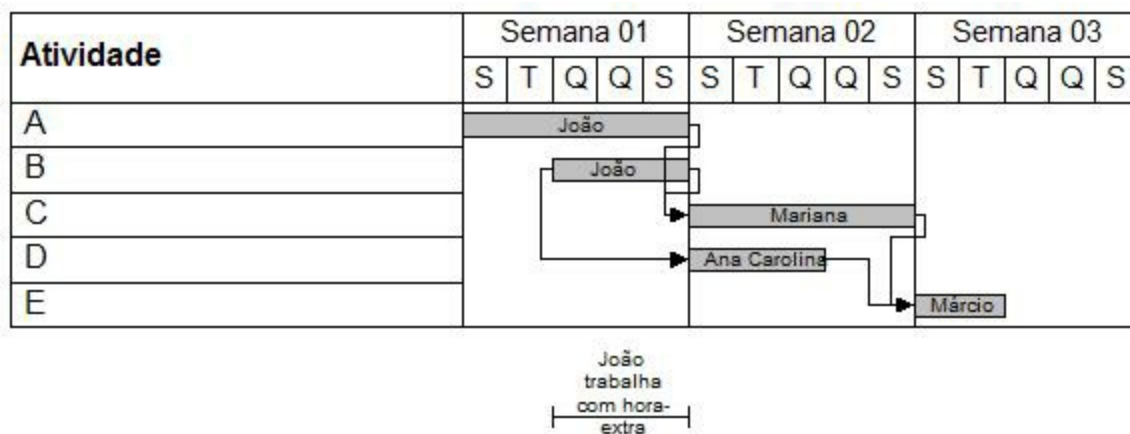 Atividade
Semana 01 Semana 02 Semana 03
S T Q Q S S T Q Q S S T Q Q S
A João
B João
C Mariana
D Ana Carolina
E Márcio
João
trabalha
com hora-
extra